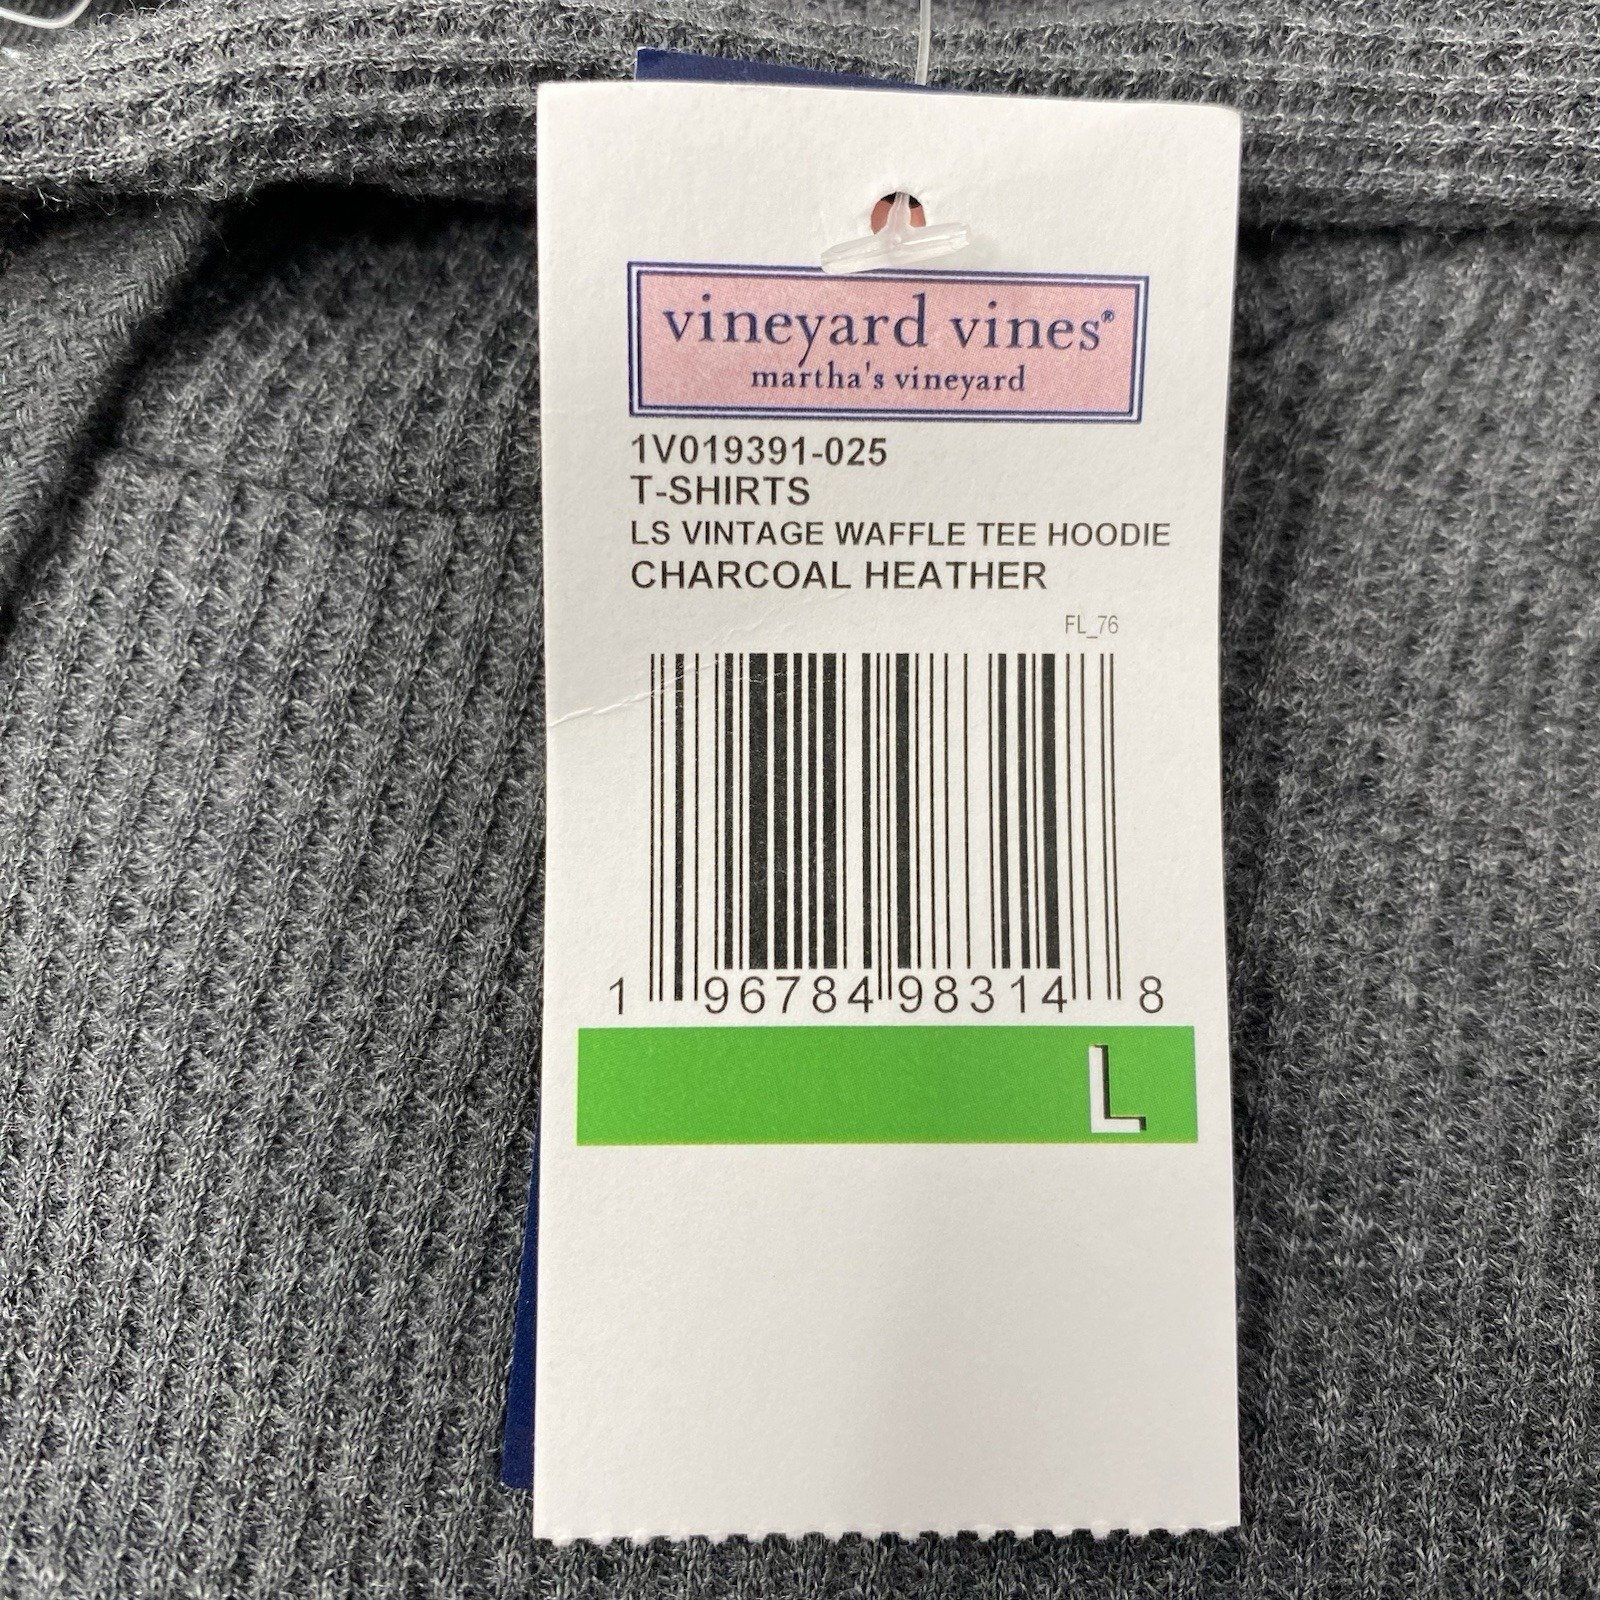 vineyard vines®
martha's vineyard
1V019391-025
T-SHIRTS
LS VINTAGE WAFFLE TEE HOODIE
CHARCOAL HEATHER
FL_76
1 96784 98314 8
L